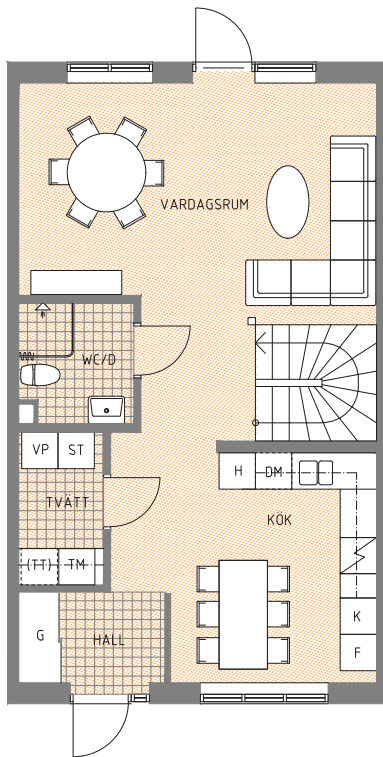 VARDAGSRUM
WC/D
VP ST
H DM
TVÄTT
KÖK
(TT) TM
K
G HALL
F